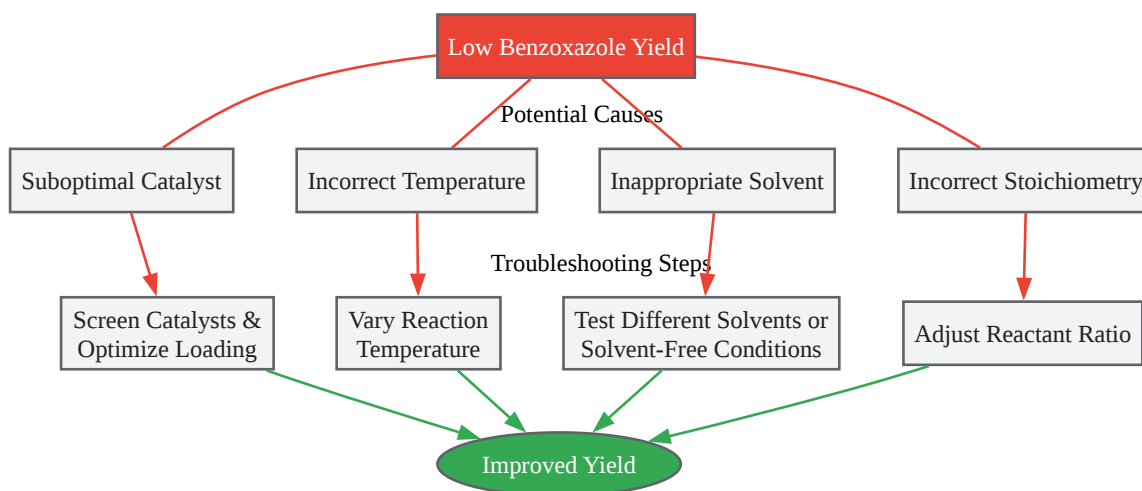 Low Benzoxazole Yield
Potential Causes
Suboptimal Catalyst
Incorrect Temperature
Inappropriate Solvent
Incorrect Stoichiometry
Troubleshooting Steps
Screen Catalysts &
Optimize Loading
Vary Reaction
Temperature
Test Different Solvents or
Solvent-Free Conditions
Adjust Reactant Ratio
Improved Yield